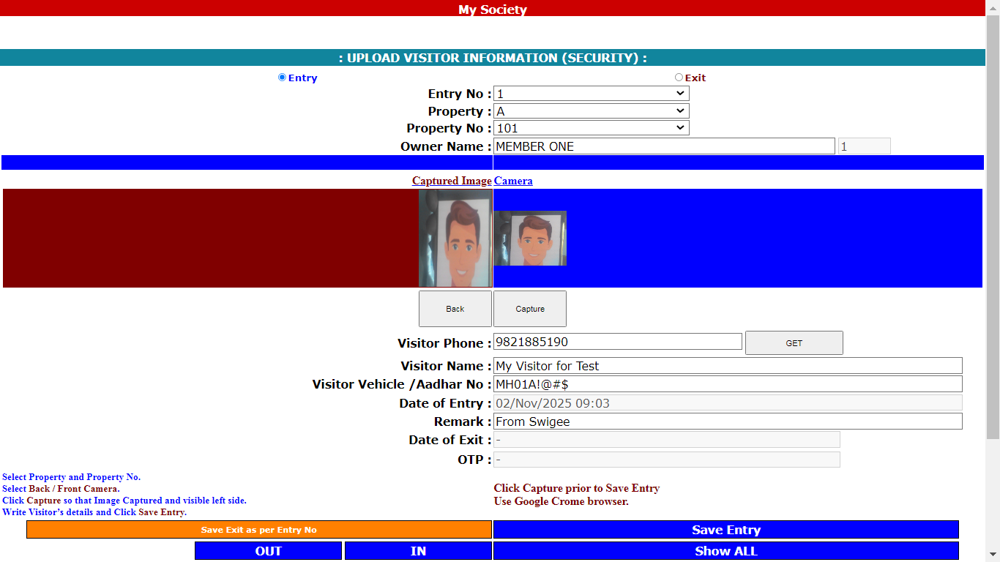 My Society
: UPLOAD VISITOR INFORMATION (SECURITY) :
Entry Exit
Entry No : 1
Property : A
Property No : 101
Owner Name : MEMBER ONE 1
Captured Image Camera
Back Capture
Visitor Phone : 9821885190 GET
Visitor Name : My Visitor for Test
Visitor Vehicle /Aadhar No : MH01A!@#$
Date of Entry : 02/Nov/2025 09:03
Remark : From Swigee
Date of Exit : -
OTP : -
Select Property and Property No.
Select Back / Front Camera.
Click Capture so that Image Captured and visible left side.
Write Visitor's details and Click Save Entry.
Click Capture prior to Save Entry
Use Google Crome browser.
Save Exit as per Entry No Save Entry
OUT IN Show ALL